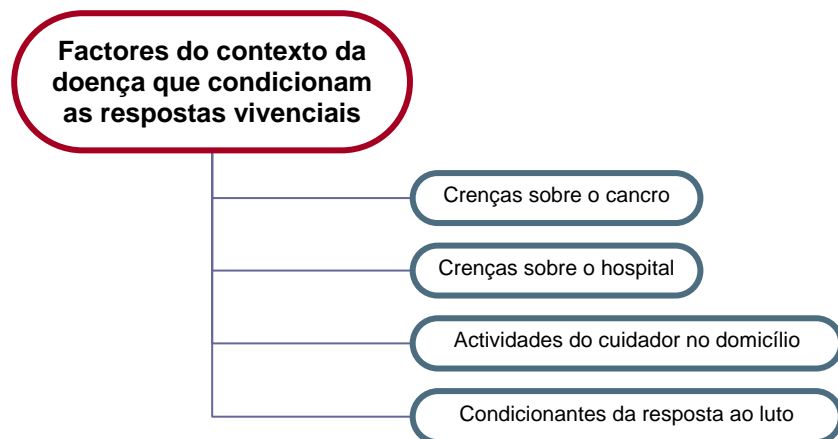 Factores do contexto da
doença que condicionam
as respostas vivenciais
Crenças sobre o cancro
Crenças sobre o hospital
Actividades do cuidador no domicílio
Condicionantes da resposta ao luto